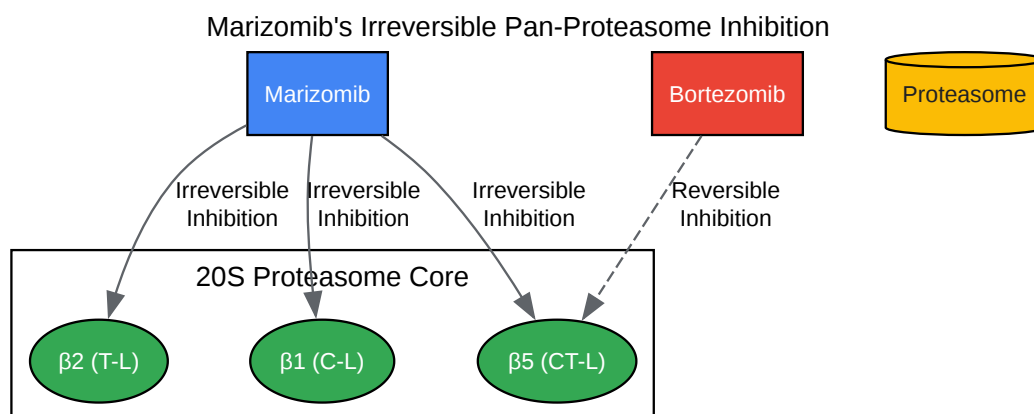 Marizomib's Irreversible Pan-Proteasome Inhibition
Marizomib
Bortezomib
Proteasome
Irreversible
Inhibition
Irreversible
Inhibition
Irreversible
Inhibition
Reversible
Inhibition
20S Proteasome Core
β2 (T-L)
β1 (C-L)
β5 (CT-L)